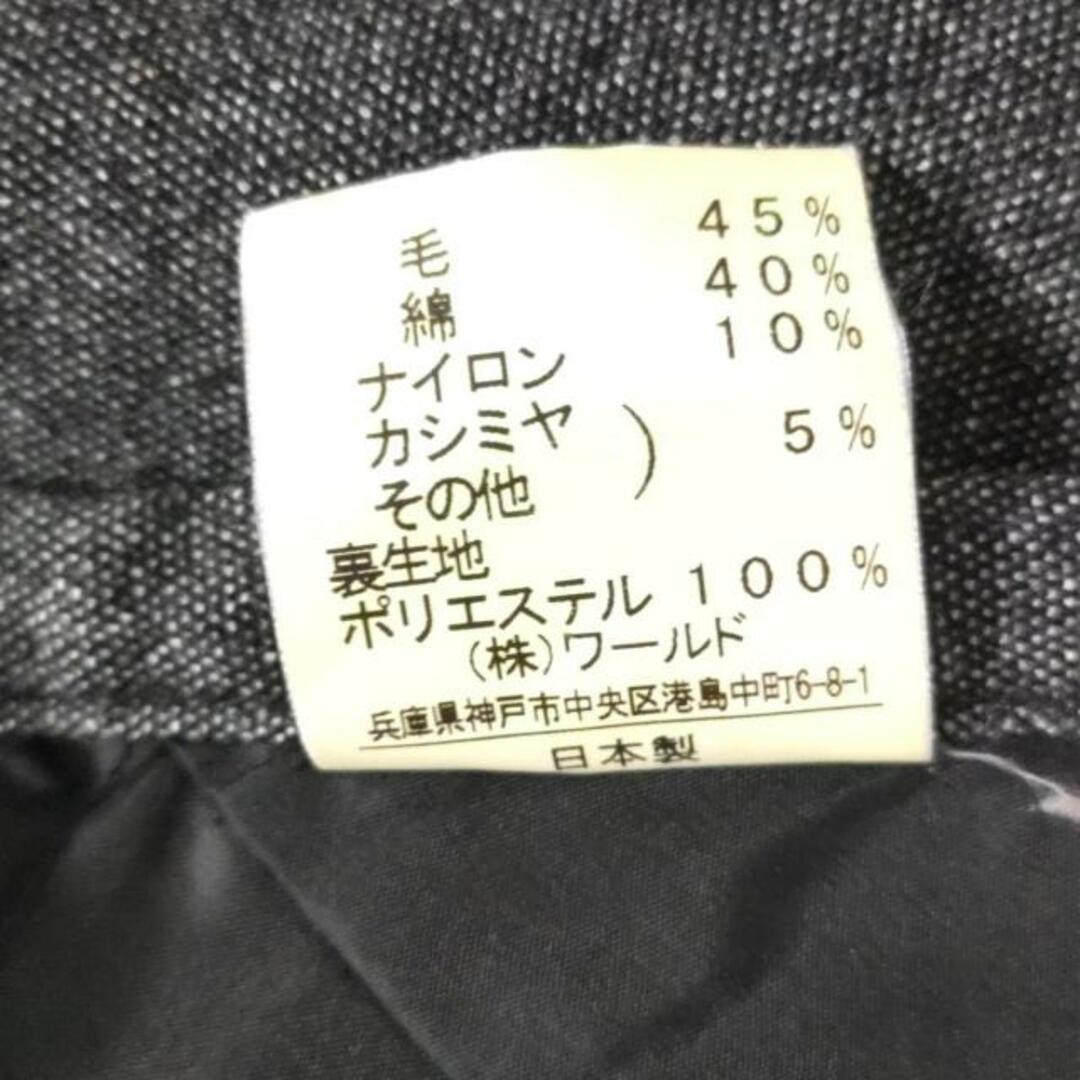 毛 45%
綿 40%
ナイロン 10%
カシミヤ
その他 ) 5%
裏生地
ポリエステル 100%
(株)ワールド
兵庫県神戸市中央区港島中町6-8-1
日本製